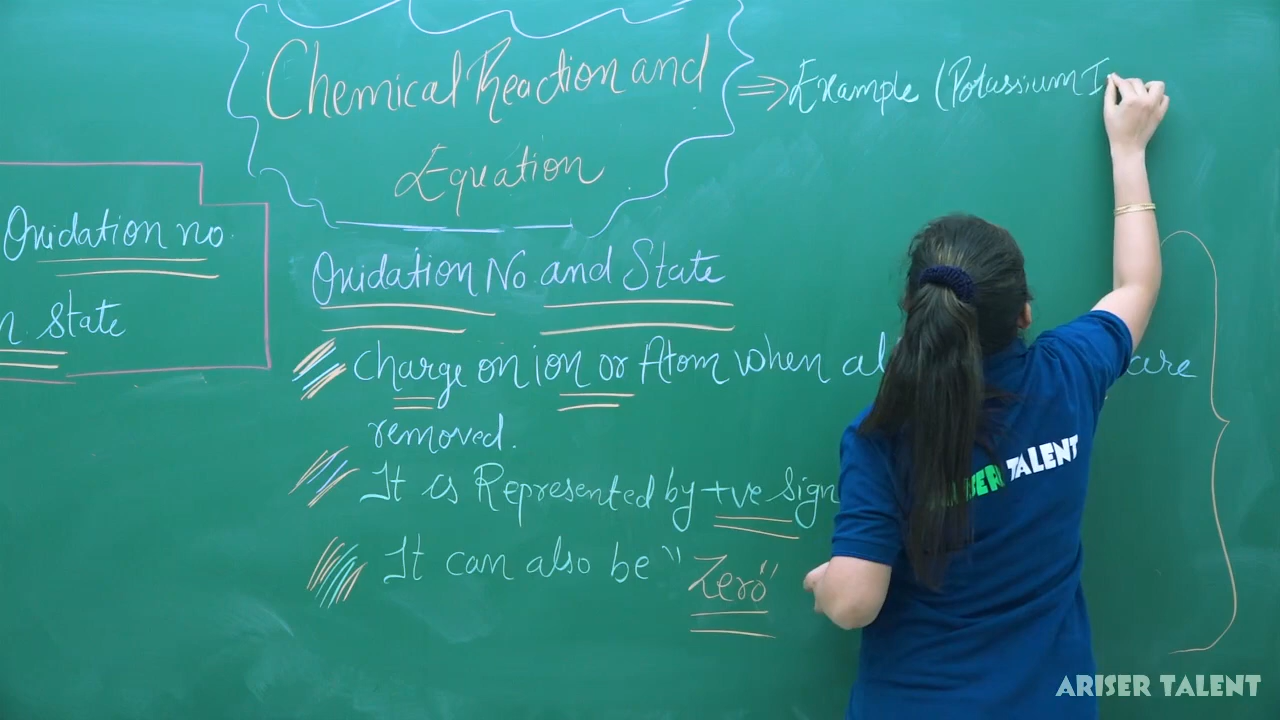 Chemical Reaction and
Equation
⇒ Example (Potassium I
Oxidation no.
n State
Oxidation No and State
Charge on ion or Atom when al are
removed.
It is Represented by +ve sign
It can also be "Zero"
TALENT
ARISER TALENT